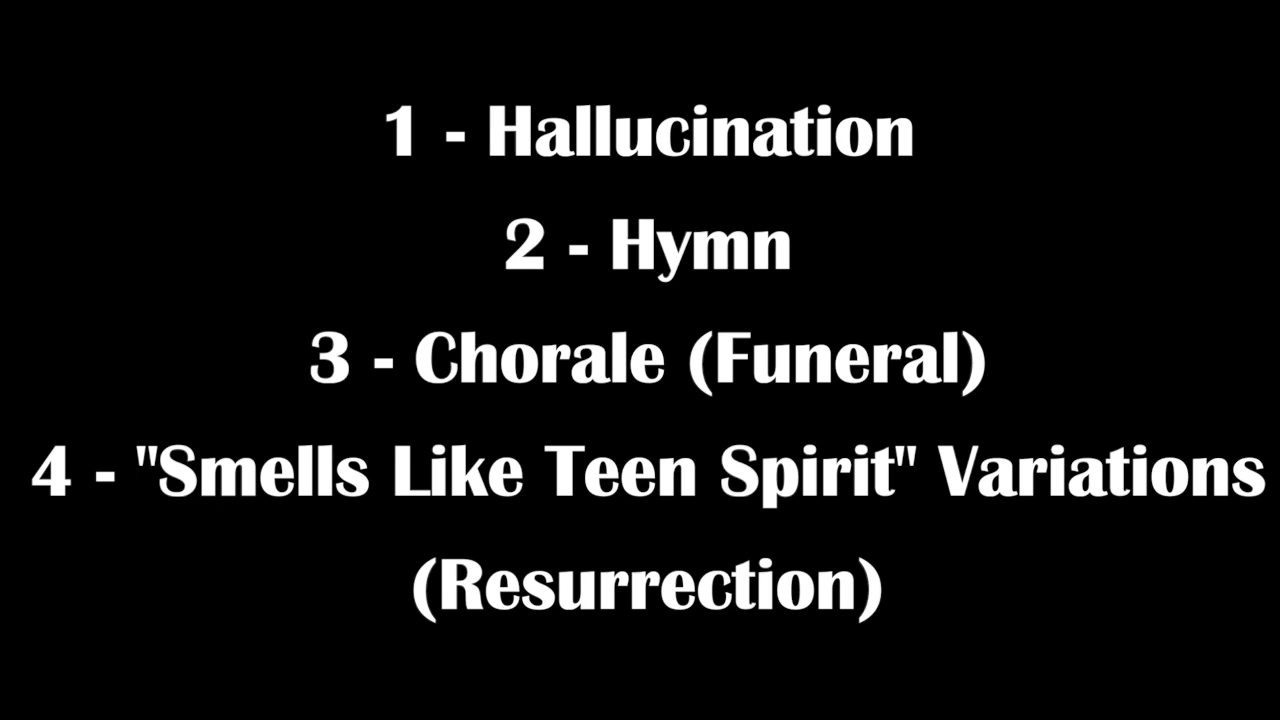 1 - Hallucination
2 - Hymn
3 - Chorale (Funeral)
4 - "Smells Like Teen Spirit" Variations
(Resurrection)